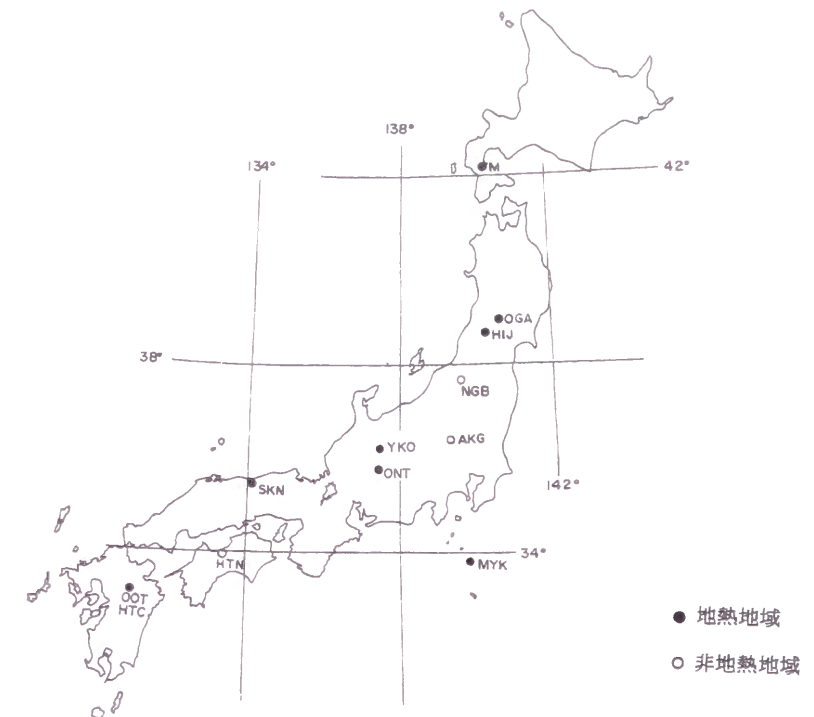 138°
134°
M
42°
OGA
HIJ
38°
NGB
AKG
YKO
ONT
142°
SKN
34°
HTN
MYK
OOT
HTC
● 地熱地域
○ 非地熱地域